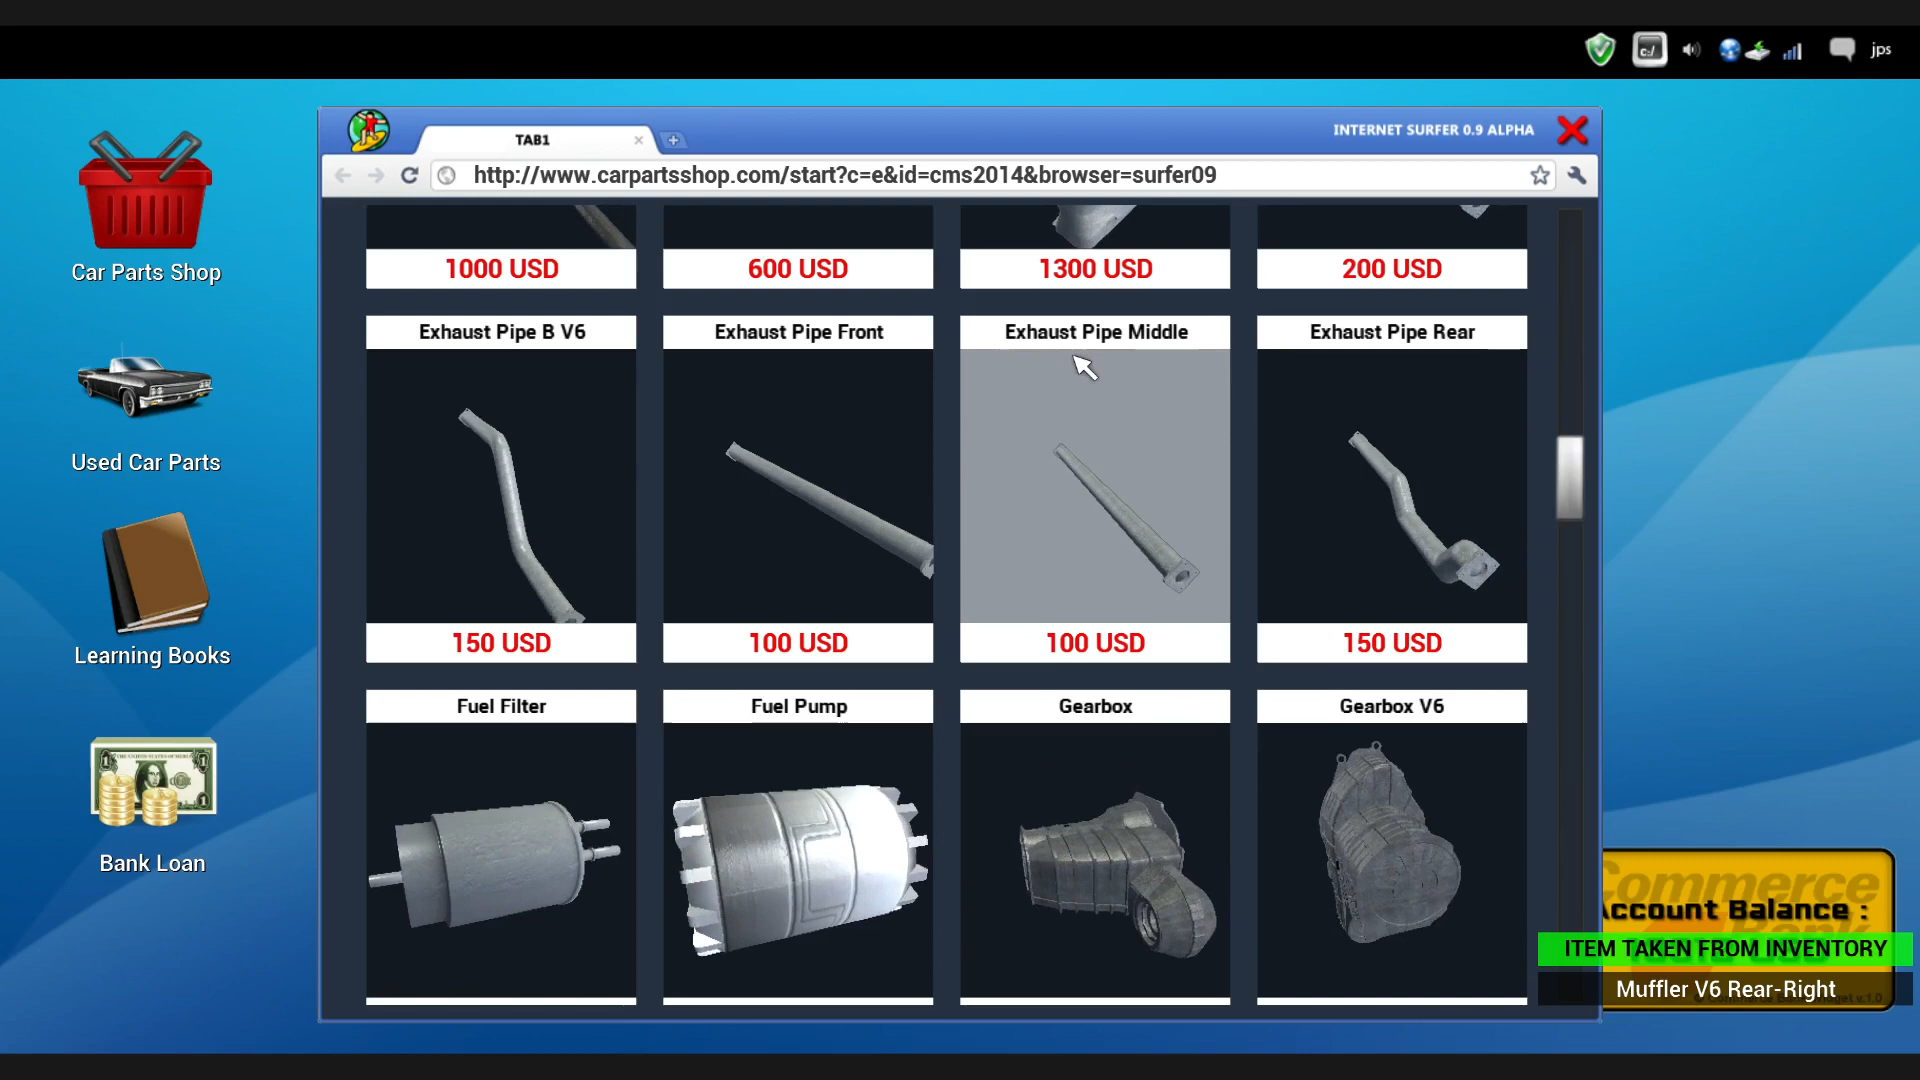 c:/
jps
TAB1
INTERNET SURFER 0.9 ALPHA
http://www.carpartsshop.com/start?c=e&id=cms2014&browser=surfer09
Car Parts Shop
Used Car Parts
Learning Books
Bank Loan
1000 USD
600 USD
1300 USD
200 USD
Exhaust Pipe B V6
Exhaust Pipe Front
Exhaust Pipe Middle
Exhaust Pipe Rear
150 USD
100 USD
100 USD
150 USD
Fuel Filter
Fuel Pump
Gearbox
Gearbox V6
Commerce
Account Balance :
ITEM TAKEN FROM INVENTORY
Muffler V6 Rear-Right